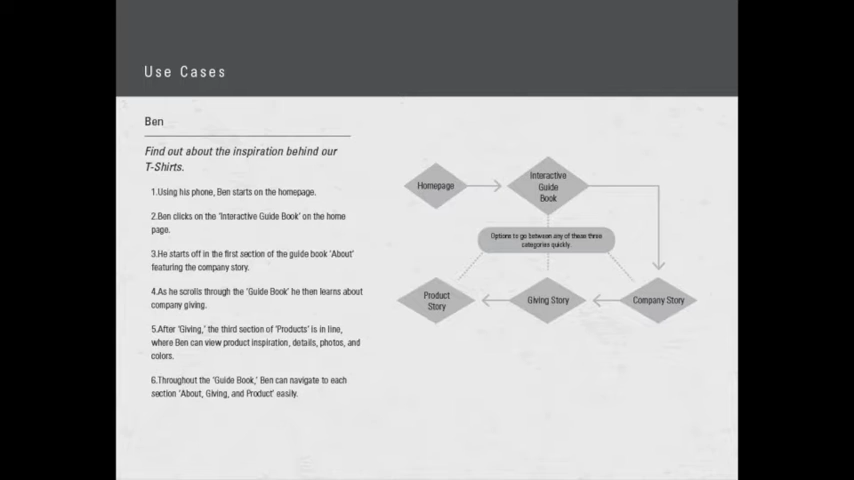 Use Cases
Ben
Find out about the inspiration behind our
T-Shirts.
1.Using his phone, Ben starts on the homepage.
2.Ben clicks on the 'Interactive Guide Book' on the home
page.
3.He starts off in the first section of the guide book 'About'
featuring the company story.
4.As he scrolls through the 'Guide Book' he then learns about
company giving.
5.After 'Giving,' the third section of 'Products' is in line,
where Ben can view product inspiration, details, photos, and
colors.
6.Throughout the 'Guide Book,' Ben can navigate to each
section 'About, Giving, and Product' easily.
Homepage
Interactive
Guide
Book
Options to go between any of these three
categories quickly.
Product
Story
Giving Story
Company Story